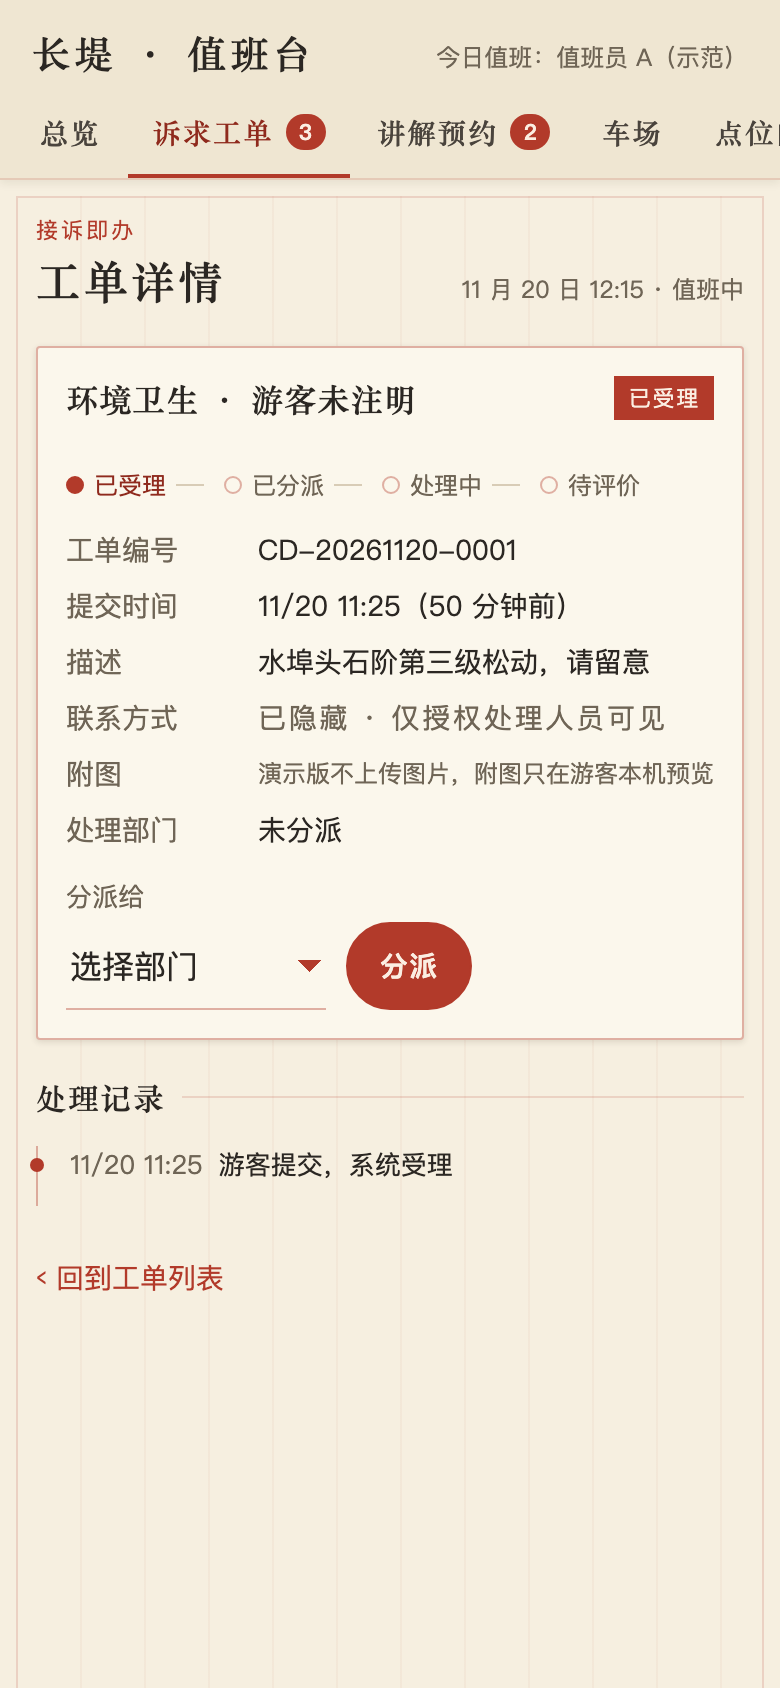 长堤 · 值班台
今日值班：值班员 A（示范）
总览 诉求工单 3 讲解预约 2 车场 点位
接诉即办
工单详情
11 月 20 日 12:15 · 值班中
环境卫生 · 游客未注明
已受理
已受理 已分派 处理中 待评价
工单编号 CD–20261120–0001
提交时间 11/20 11:25（50 分钟前）
描述 水埠头石阶第三级松动，请留意
联系方式 已隐藏 · 仅授权处理人员可见
附图 演示版不上传图片，附图只在游客本机预览
处理部门 未分派
分派给
选择部门 分派
处理记录
11/20 11:25 游客提交，系统受理
‹ 回到工单列表